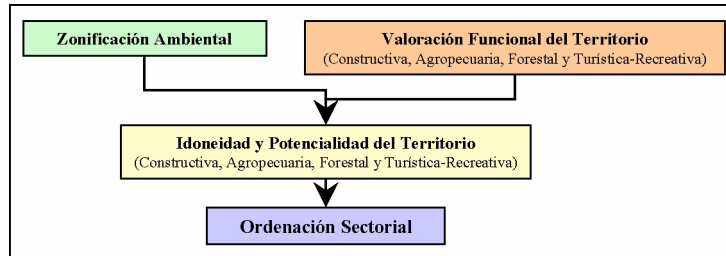 Zonificación Ambiental
Valoración Funcional del Territorio
(Constructiva, Agropecuaria, Forestal y Turística-Recreativa)
Idoneidad y Potencialidad del Territorio
(Constructiva, Agropecuaria, Forestal y Turística-Recreativa)
Ordenación Sectorial